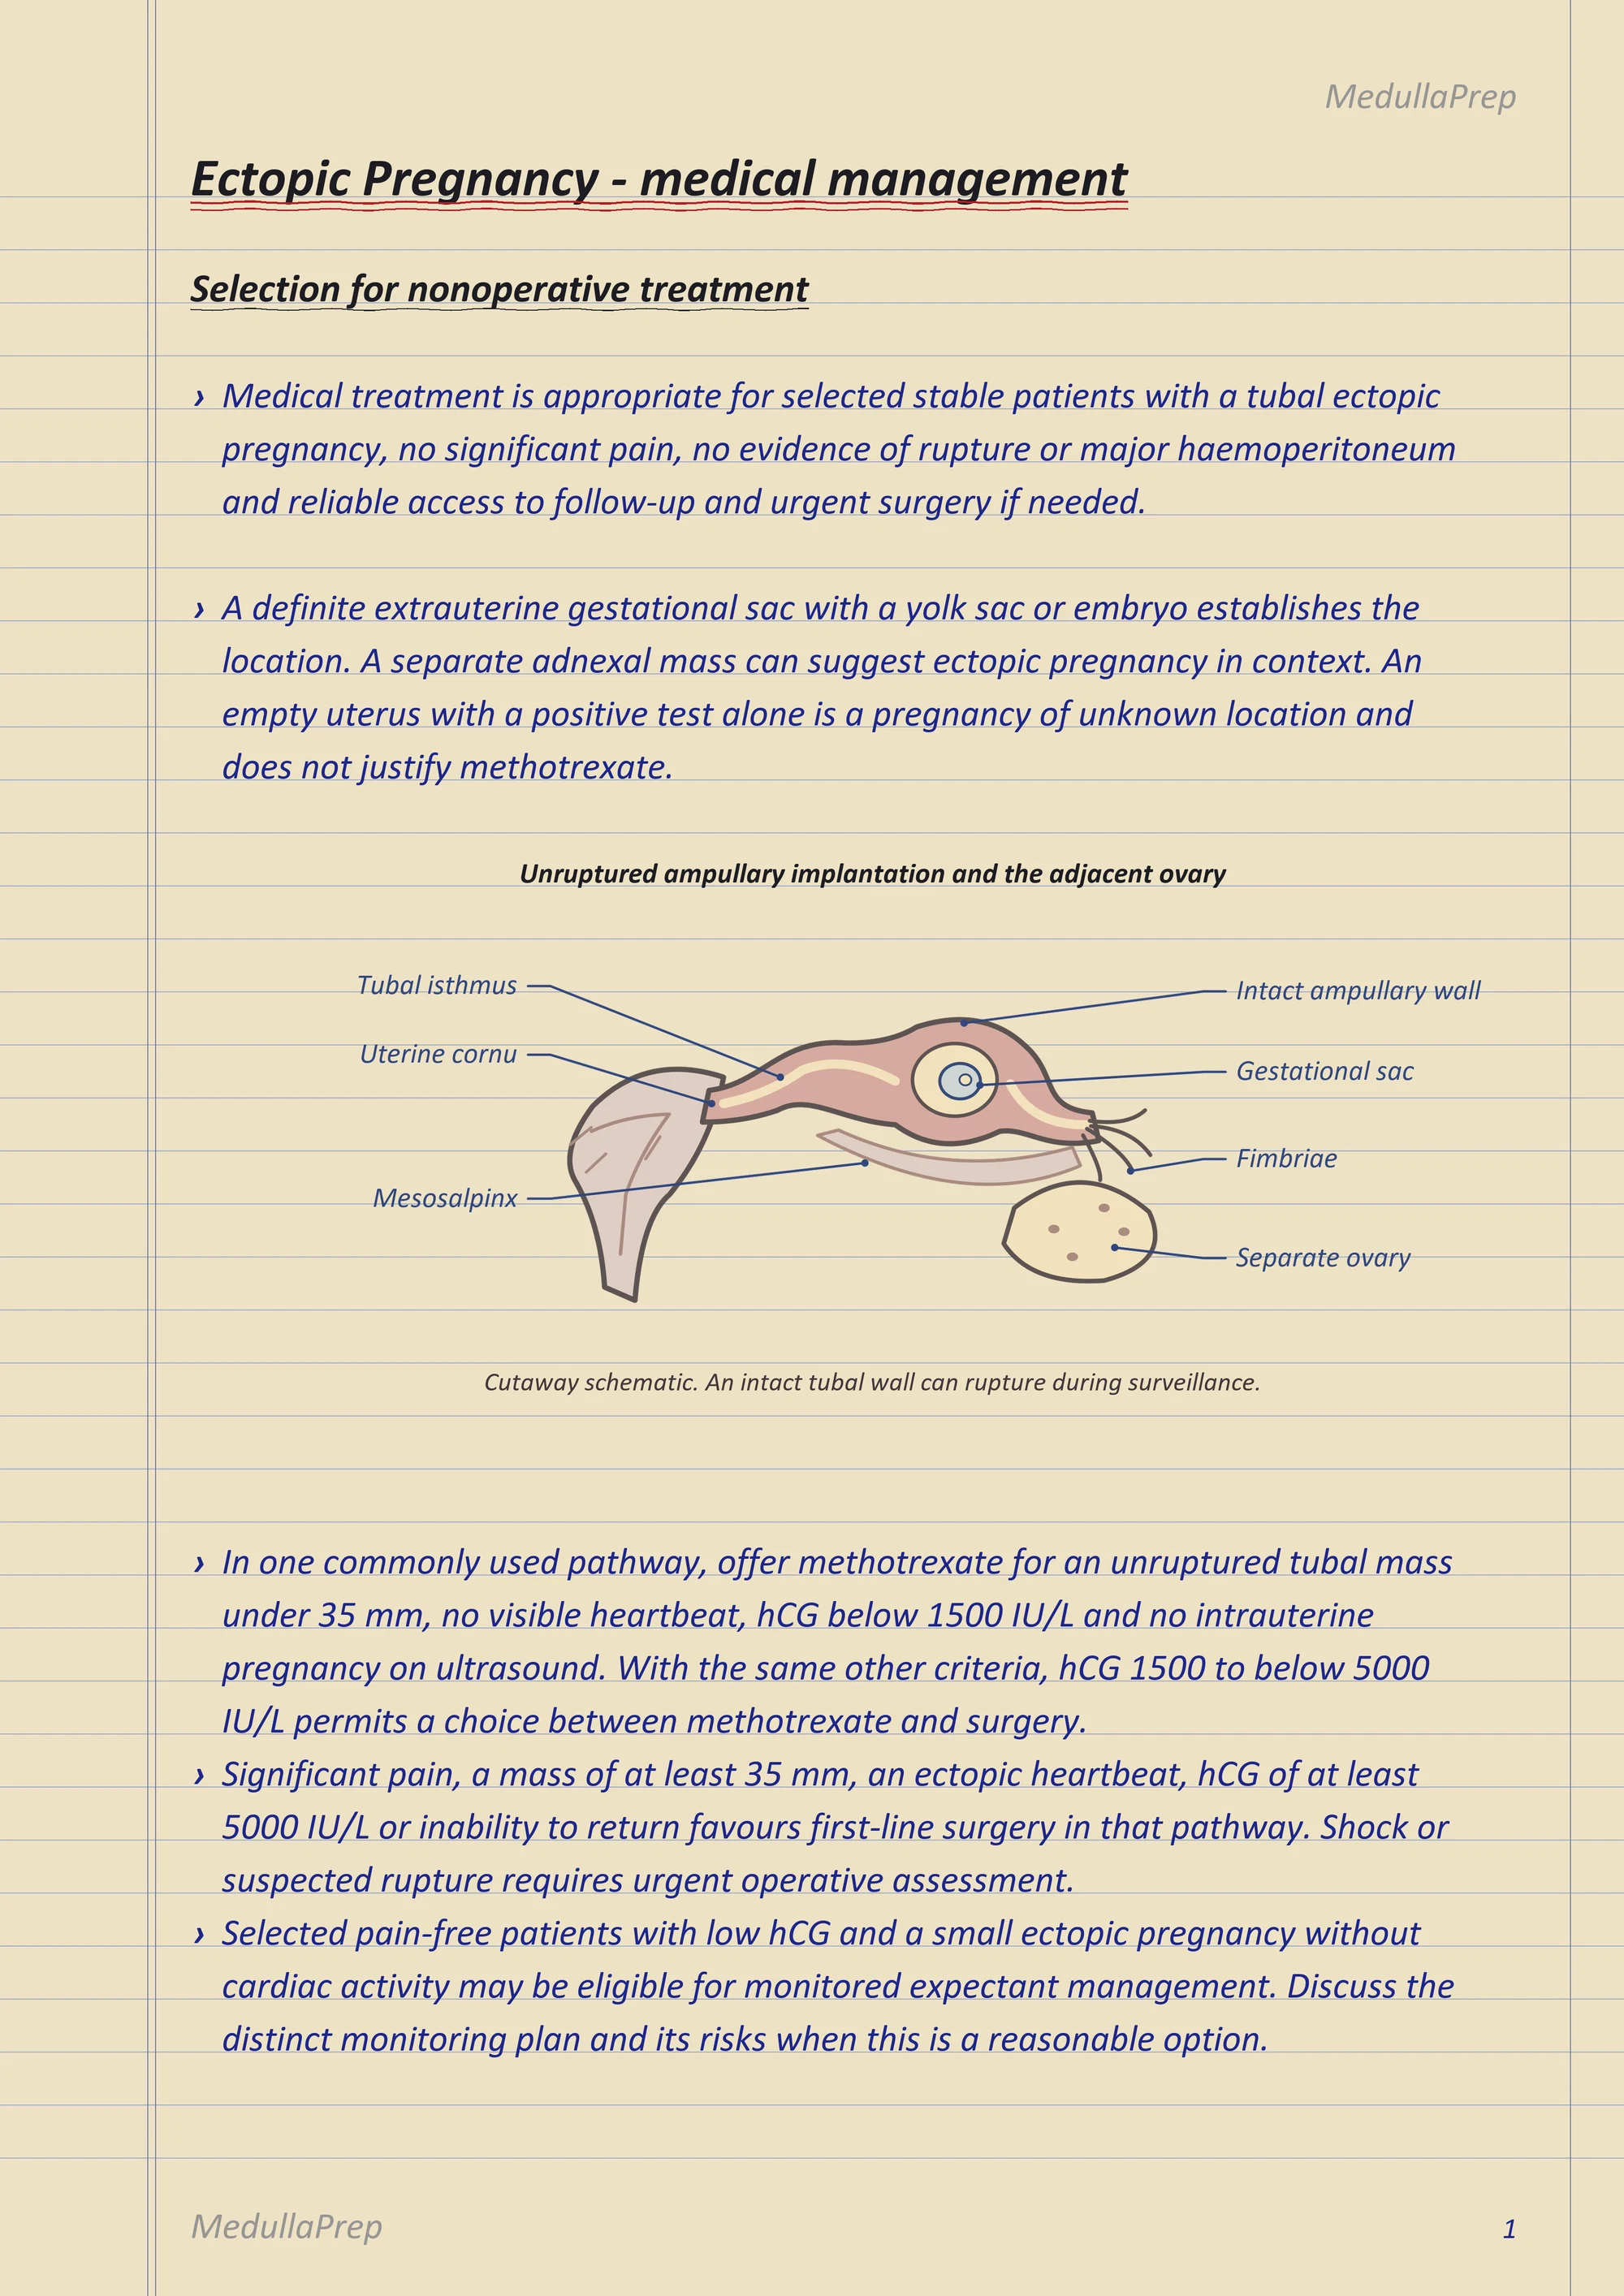 MedullaPrep
Ectopic Pregnancy - medical management
Selection for nonoperative treatment
› Medical treatment is appropriate for selected stable patients with a tubal ectopic
pregnancy, no significant pain, no evidence of rupture or major haemoperitoneum
and reliable access to follow-up and urgent surgery if needed.
› A definite extrauterine gestational sac with a yolk sac or embryo establishes the
location. A separate adnexal mass can suggest ectopic pregnancy in context. An
empty uterus with a positive test alone is a pregnancy of unknown location and
does not justify methotrexate.
Unruptured ampullary implantation and the adjacent ovary
Tubal isthmus
Uterine cornu
Mesosalpinx
Intact ampullary wall
Gestational sac
Fimbriae
Separate ovary
Cutaway schematic. An intact tubal wall can rupture during surveillance.
› In one commonly used pathway, offer methotrexate for an unruptured tubal mass
under 35 mm, no visible heartbeat, hCG below 1500 IU/L and no intrauterine
pregnancy on ultrasound. With the same other criteria, hCG 1500 to below 5000
IU/L permits a choice between methotrexate and surgery.
› Significant pain, a mass of at least 35 mm, an ectopic heartbeat, hCG of at least
5000 IU/L or inability to return favours first-line surgery in that pathway. Shock or
suspected rupture requires urgent operative assessment.
› Selected pain-free patients with low hCG and a small ectopic pregnancy without
cardiac activity may be eligible for monitored expectant management. Discuss the
distinct monitoring plan and its risks when this is a reasonable option.
MedullaPrep
1